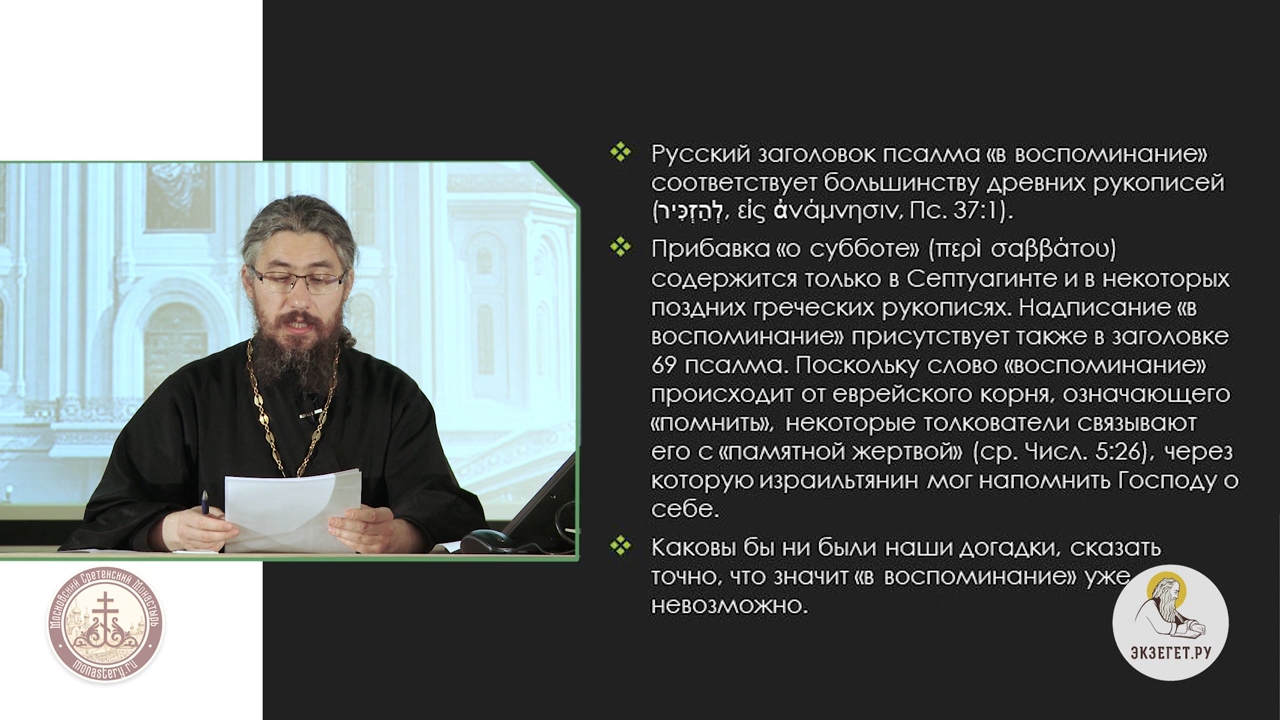 Русский заголовок псалма «в воспоминание»
соответствует большинству древних рукописей
(לְהַזְכִּיר, εἰς ἀνάμνησιν, Пс. 37:1).
Прибавка «о субботе» (περὶ σαββάτου)
содержится только в Септуагинте и в некоторых
поздних греческих рукописях. Надписание «в
воспоминание» присутствует также в заголовке
69 псалма. Поскольку слово «воспоминание»
происходит от еврейского корня, означающего
«помнить», некоторые толкователи связывают
его с «памятной жертвой» (ср. Числ. 5:26), через
которую израильтянин мог напомнить Господу о
себе.
Каковы бы ни были наши догадки, сказать
точно, что значит «в воспоминание» уже
невозможно.
Московский Сретенский Монастырь
monastery.ru
ЭКЗЕГЕТ.РУ